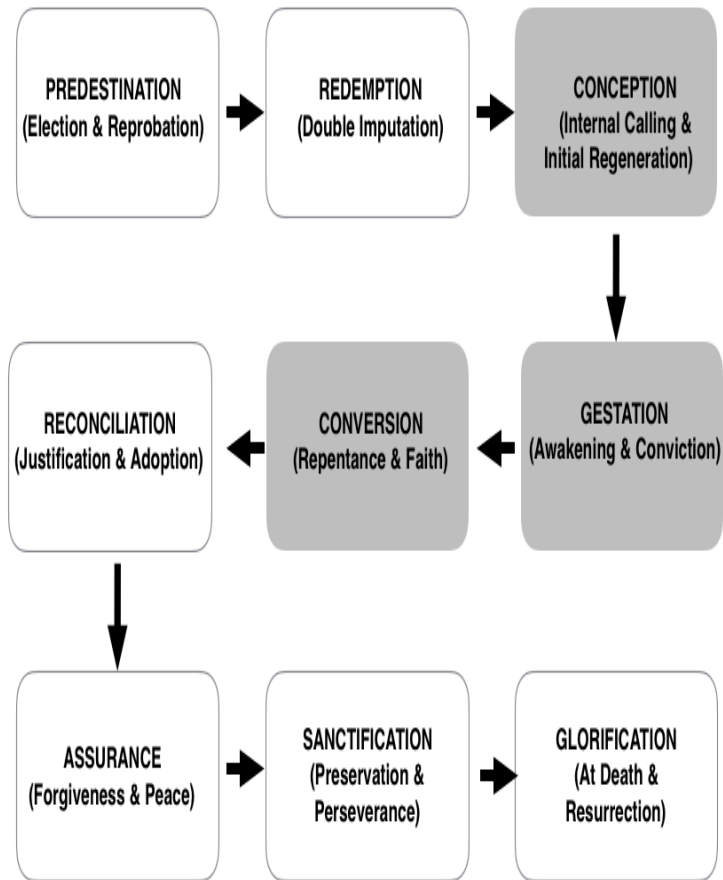 PREDESTINATION
(Election & Reprobation)
REDEMPTION
(Double Imputation)
CONCEPTION
(Internal Calling &
Initial Regeneration)
GESTATION
(Awakening & Conviction)
CONVERSION
(Repentance & Faith)
RECONCILIATION
(Justification & Adoption)
ASSURANCE
(Forgiveness & Peace)
SANCTIFICATION
(Preservation &
Perseverance)
GLORIFICATION
(At Death &
Resurrection)